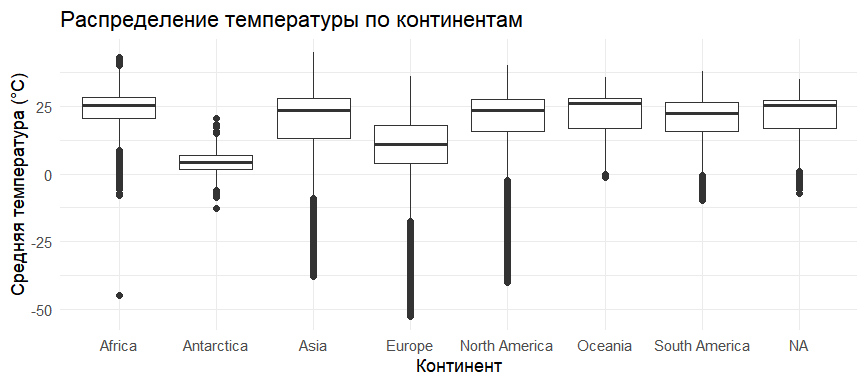 Распределение температуры по континентам
Средняя температура (°C)
25
0
-25
-50
Africa
Antarctica
Asia
Europe
North America
Oceania
South America
NA
Континент